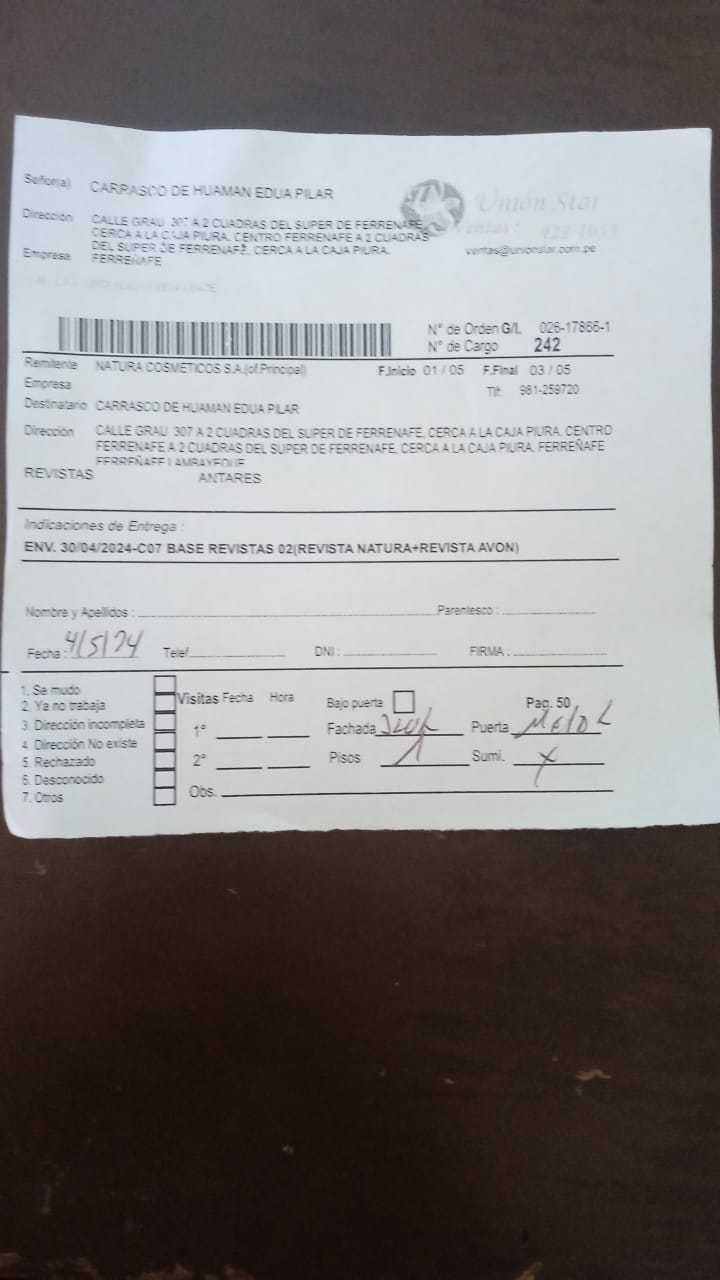 Señor(a) CARRASCO DE HUAMAN EDUA PILAR
Unión Star
Dirección CALLE GRAU 307 A 2 CUADRAS DEL SUPER DE FERRENAFE,
CERCA A LA CAJA PIURA, CENTRO FERRENAFE A 2 CUADRAS
DEL SUPER DE FERRENAFE, CERCA A LA CAJA PIURA,
ventas@unionstar.com.pe
Empresa FERREÑAFE
N° de Orden G/L 026-17866-1
N° de Cargo 242
Remitente NATURA COSMETICOS S.A.(of.Principal) F.Inicio 01 / 05 F.Final 03 / 05
Empresa Tlf: 981-259720
Destinatario CARRASCO DE HUAMAN EDUA PILAR
Dirección CALLE GRAU 307 A 2 CUADRAS DEL SUPER DE FERRENAFE, CERCA A LA CAJA PIURA, CENTRO
FERRENAFE A 2 CUADRAS DEL SUPER DE FERRENAFE, CERCA A LA CAJA PIURA, FERREÑAFE
FERREÑAFE LAMBAYEQUE
REVISTAS ANTARES
Indicaciones de Entrega :
ENV. 30/04/2024-C07 BASE REVISTAS 02(REVISTA NATURA+REVISTA AVON)
Nombre y Apellidos : Parentesco :
Fecha : 4/5/24 Telef. DNI : FIRMA :
1. Se mudo
2. Ya no trabaja
3. Dirección incompleta
4. Dirección No existe
5. Rechazado
6. Desconocido
7. Otros
Visitas Fecha Hora Bajo puerta Pag. 50
1° Fachada Puerta Metal
2° Pisos 1 Sumi. X
Obs.